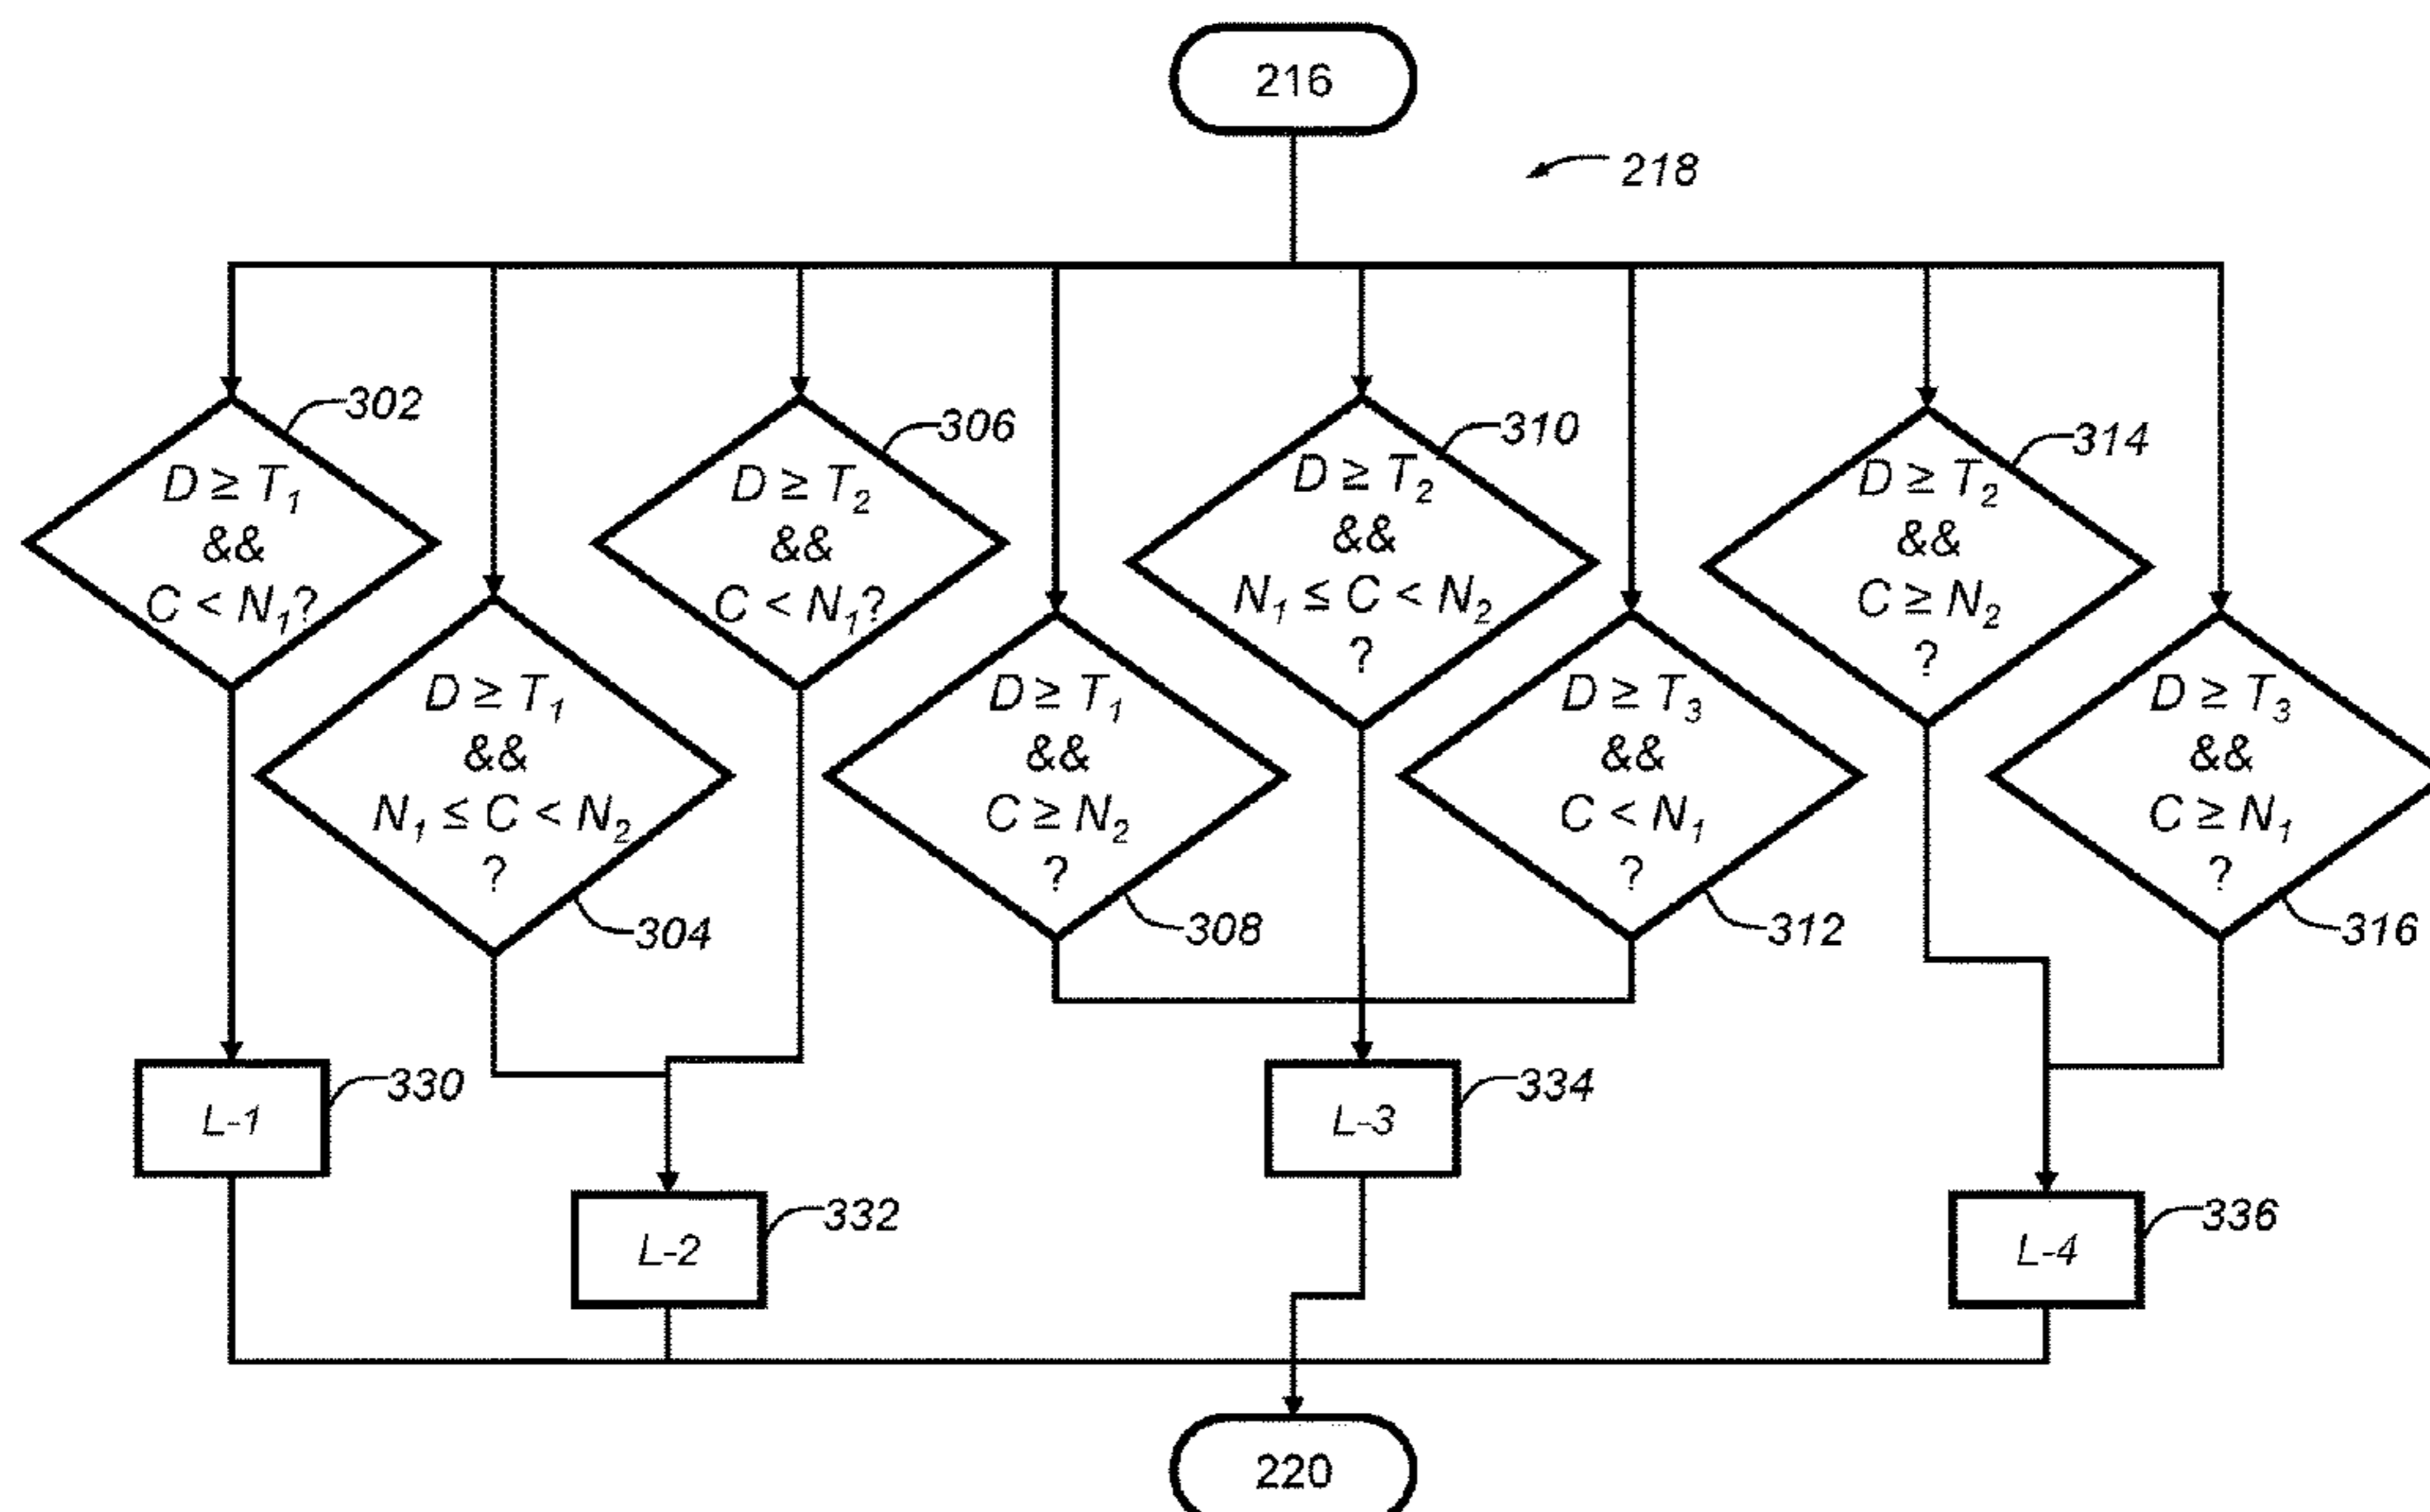 216
218
302
D ≥ T₁
&&
C < N₁?
304
D ≥ T₁
&&
N₁ ≤ C < N₂
?
306
D ≥ T₂
&&
C < N₁?
308
D ≥ T₁
&&
C ≥ N₂
?
310
D ≥ T₂
&&
N₁ ≤ C < N₂
?
312
D ≥ T₃
&&
C < N₁
?
314
D ≥ T₂
&&
C ≥ N₂
?
316
D ≥ T₃
&&
C ≥ N₁
?
L-1
330
L-2
332
L-3
334
L-4
336
220